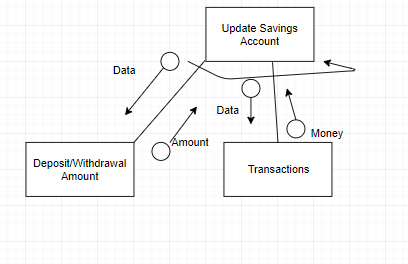 Update Savings
Account
Data
Data
Amount
Money
Deposit/Withdrawal
Amount
Transactions